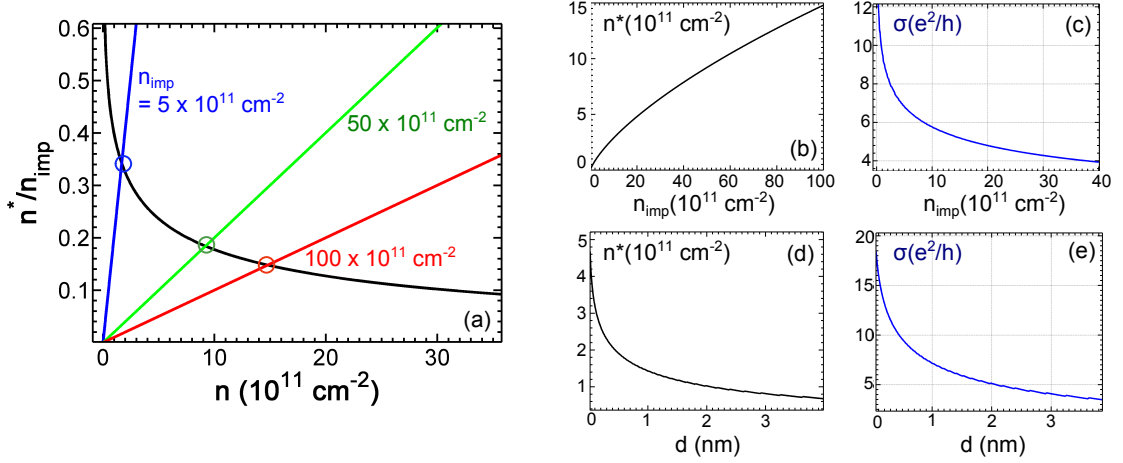 0.6
0.5
0.4
0.3
0.2
0.1
n*/n_imp
n_imp
= 5 x 10^11 cm^-2
50 x 10^11 cm^-2
100 x 10^11 cm^-2
(a)
0 10 20 30
n (10^11 cm^-2)
15
10
5
0
n*(10^11 cm^-2)
(b)
0 20 40 60 80 100
n_imp(10^11 cm^-2)
12
10
8
6
4
σ(e^2/h)
(c)
0 10 20 30 40
n_imp(10^11 cm^-2)
5
4
3
2
1
n*(10^11 cm^-2)
(d)
0 1 2 3
d (nm)
20
15
10
5
σ(e^2/h)
(e)
0 1 2 3
d (nm)